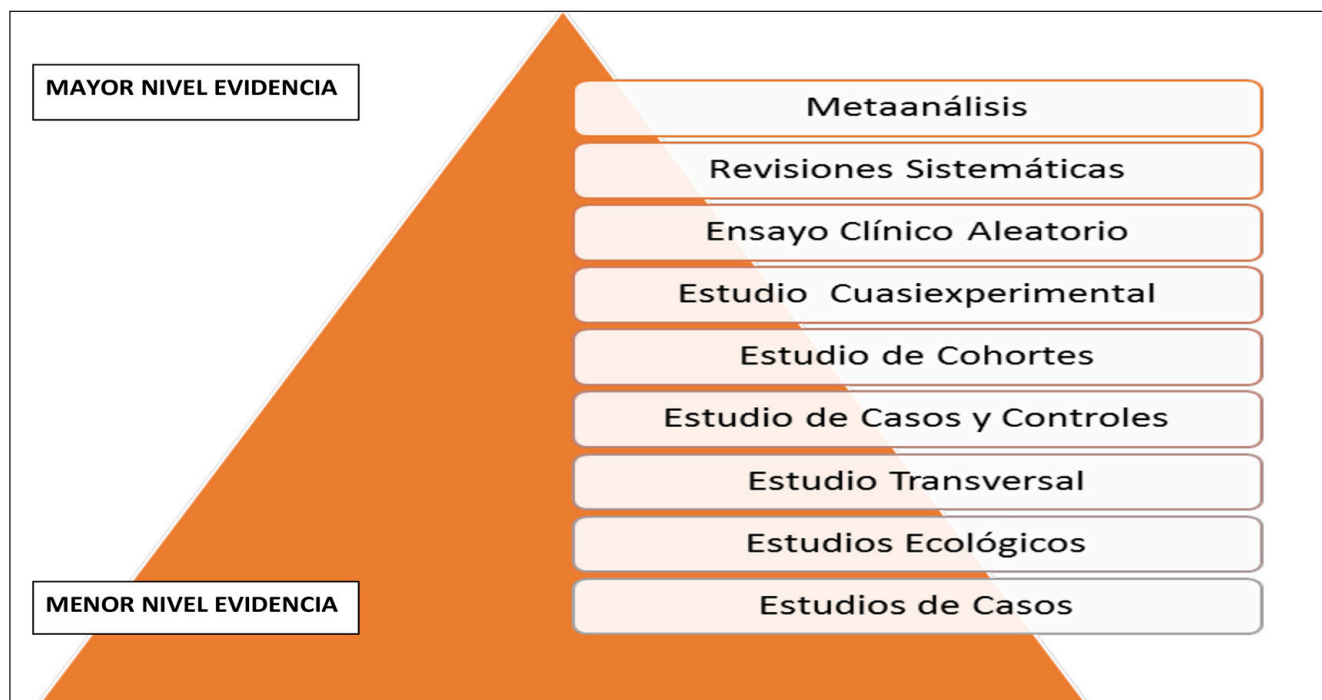 MAYOR NIVEL EVIDENCIA
Metaanálisis
Revisiones Sistemáticas
Ensayo Clínico Aleatorio
Estudio Cuasiexperimental
Estudio de Cohortes
Estudio de Casos y Controles
Estudio Transversal
Estudios Ecológicos
MENOR NIVEL EVIDENCIA
Estudios de Casos